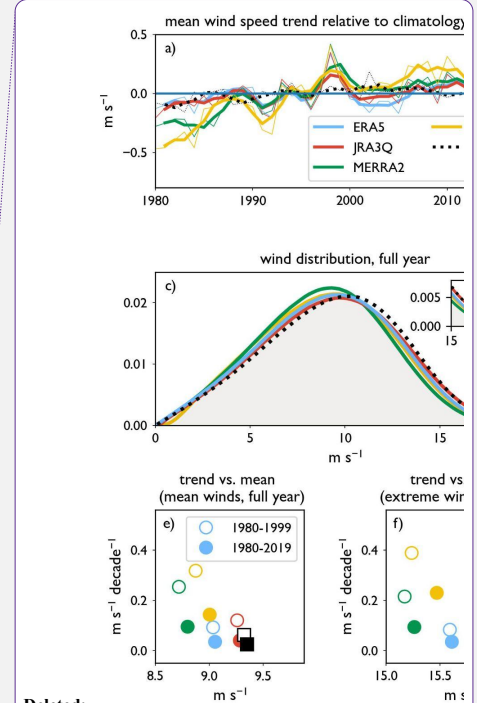 mean wind speed trend relative to climatology
a)
0.5
0.0
−0.5
m s⁻¹
ERA5
JRA3Q
MERRA2
1980 1990 2000 2010
wind distribution, full year
c)
0.02
0.01
0.00
m s⁻¹
0.005
0.000
15
0 5 10 15
m s⁻¹
trend vs. mean
(mean winds, full year)
e)
1980-1999
1980-2019
0.4
0.2
0.0
m s⁻¹ decade⁻¹
8.5 9.0 9.5
m s⁻¹
trend vs
f)
0.4
0.2
0.0
m s⁻¹ decade⁻¹
15.0 15.5
m s